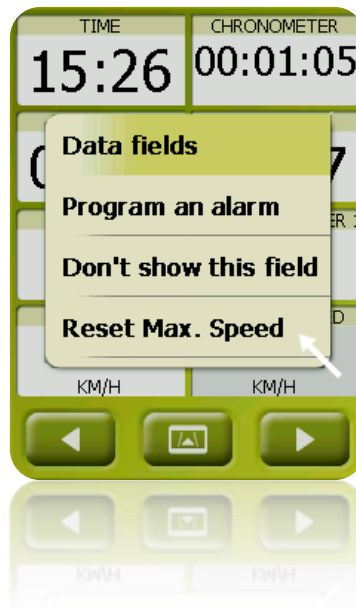 TIME
CHRONOMETER
15:26
00:01:05
Data fields
Program an alarm
Don't show this field
Reset Max. Speed
KM/H
KM/H